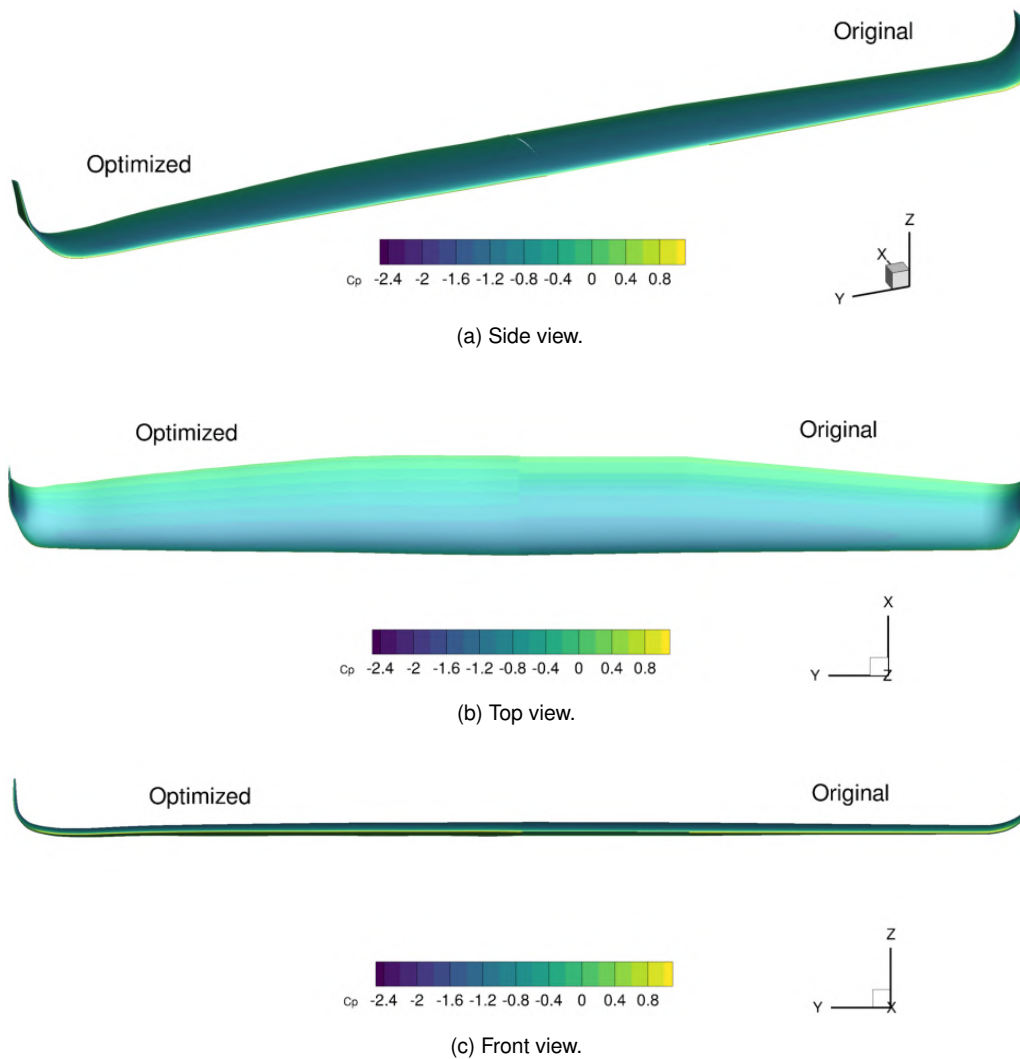 Original
Optimized
Z
X
Y
Cp -2.4 -2 -1.6 -1.2 -0.8 -0.4 0 0.4 0.8
(a) Side view.
Optimized Original
X
Y Z
Cp -2.4 -2 -1.6 -1.2 -0.8 -0.4 0 0.4 0.8
(b) Top view.
Optimized Original
Z
Y X
Cp -2.4 -2 -1.6 -1.2 -0.8 -0.4 0 0.4 0.8
(c) Front view.